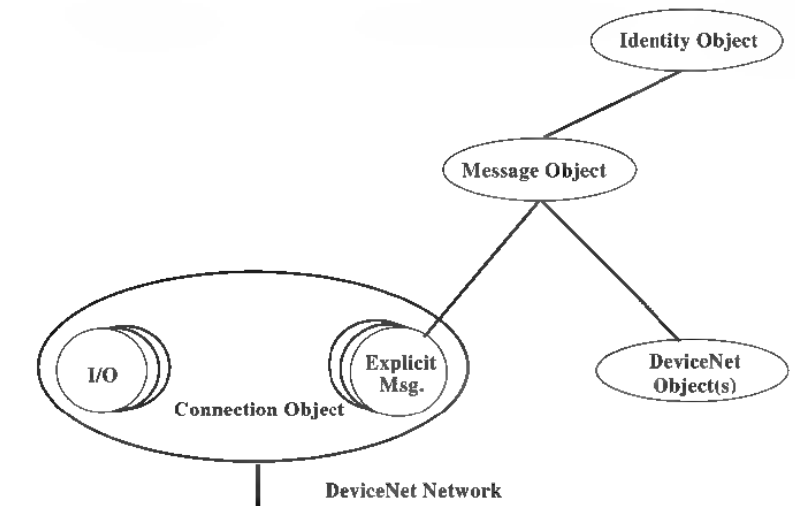 Identity Object
Message Object
I/O
Explicit
Msg.
DeviceNet
Object(s)
Connection Object
DeviceNet Network